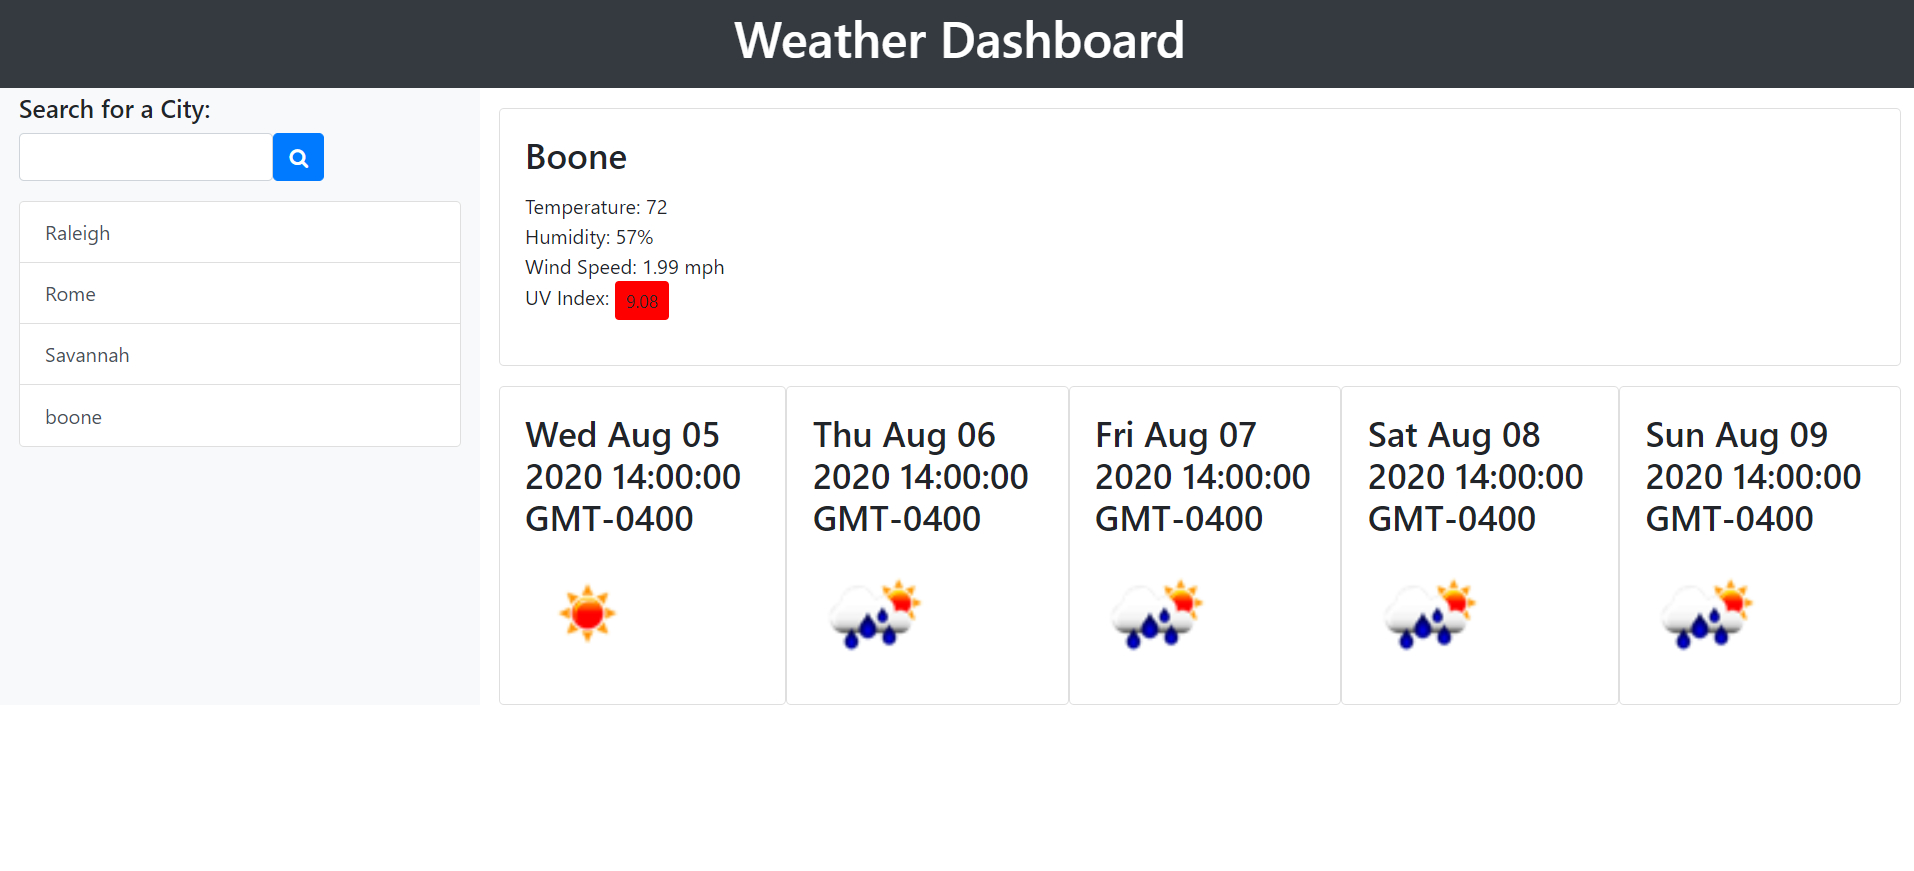 Weather Dashboard
Search for a City:
Raleigh
Rome
Savannah
boone
Boone
Temperature: 72
Humidity: 57%
Wind Speed: 1.99 mph
UV Index: 9.08
Wed Aug 05
2020 14:00:00
GMT-0400
Thu Aug 06
2020 14:00:00
GMT-0400
Fri Aug 07
2020 14:00:00
GMT-0400
Sat Aug 08
2020 14:00:00
GMT-0400
Sun Aug 09
2020 14:00:00
GMT-0400